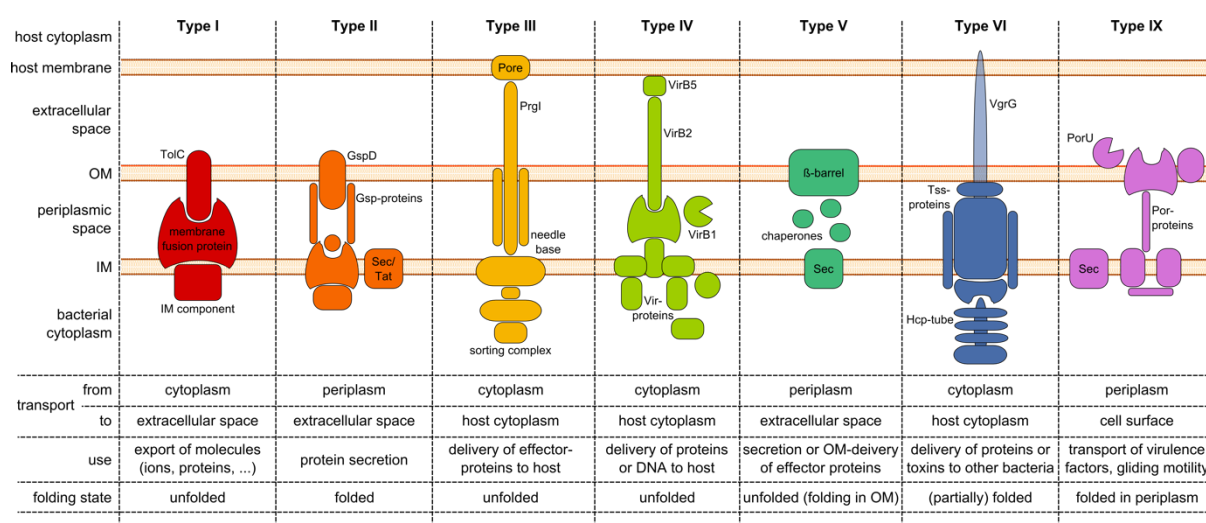 Type I Type II Type III Type IV Type V Type VI Type IX
host cytoplasm
host membrane
Pore
VirB5
PrgI
VgrG
extracellular
space
VirB2
TolC
GspD
PorU
OM
ß-barrel
Gsp-proteins
Tss-
proteins
periplasmic
space
membrane
fusion protein
needle
base
VirB1
chaperones
Por-
proteins
IM
Sec/
Tat
Sec
Sec
IM component
Vir-
proteins
Hcp-tube
bacterial
cytoplasm
sorting complex
transport
from cytoplasm periplasm cytoplasm cytoplasm periplasm cytoplasm periplasm
to extracellular space extracellular space host cytoplasm host cytoplasm extracellular space host cytoplasm cell surface
use
export of molecules
(ions, proteins, ...)
protein secretion
delivery of effector-
proteins to host
delivery of proteins
or DNA to host
secretion or OM-deivery
of effector proteins
delivery of proteins or
toxins to other bacteria
transport of virulence
factors, gliding motility
folding state unfolded folded unfolded unfolded unfolded (folding in OM) (partially) folded folded in periplasm